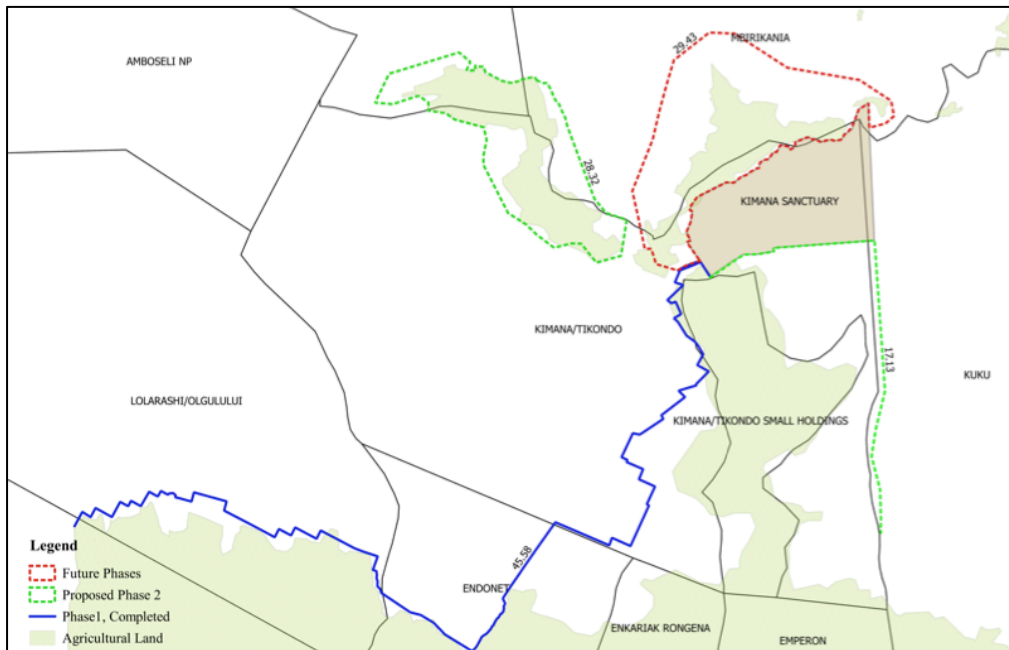 MBIRIKANIA
29.43
AMBOSELI NP
28.32
KIMANA SANCTUARY
KIMANA/TIKONDO
17.13
KUKU
LOLARASHI/OLGULULUI
KIMANA/TIKONDO SMALL HOLDINGS
45.58
ENDONET
ENKARIAK RONGENA
EMPERON
Legend
Future Phases
Proposed Phase 2
Phase1, Completed
Agricultural Land